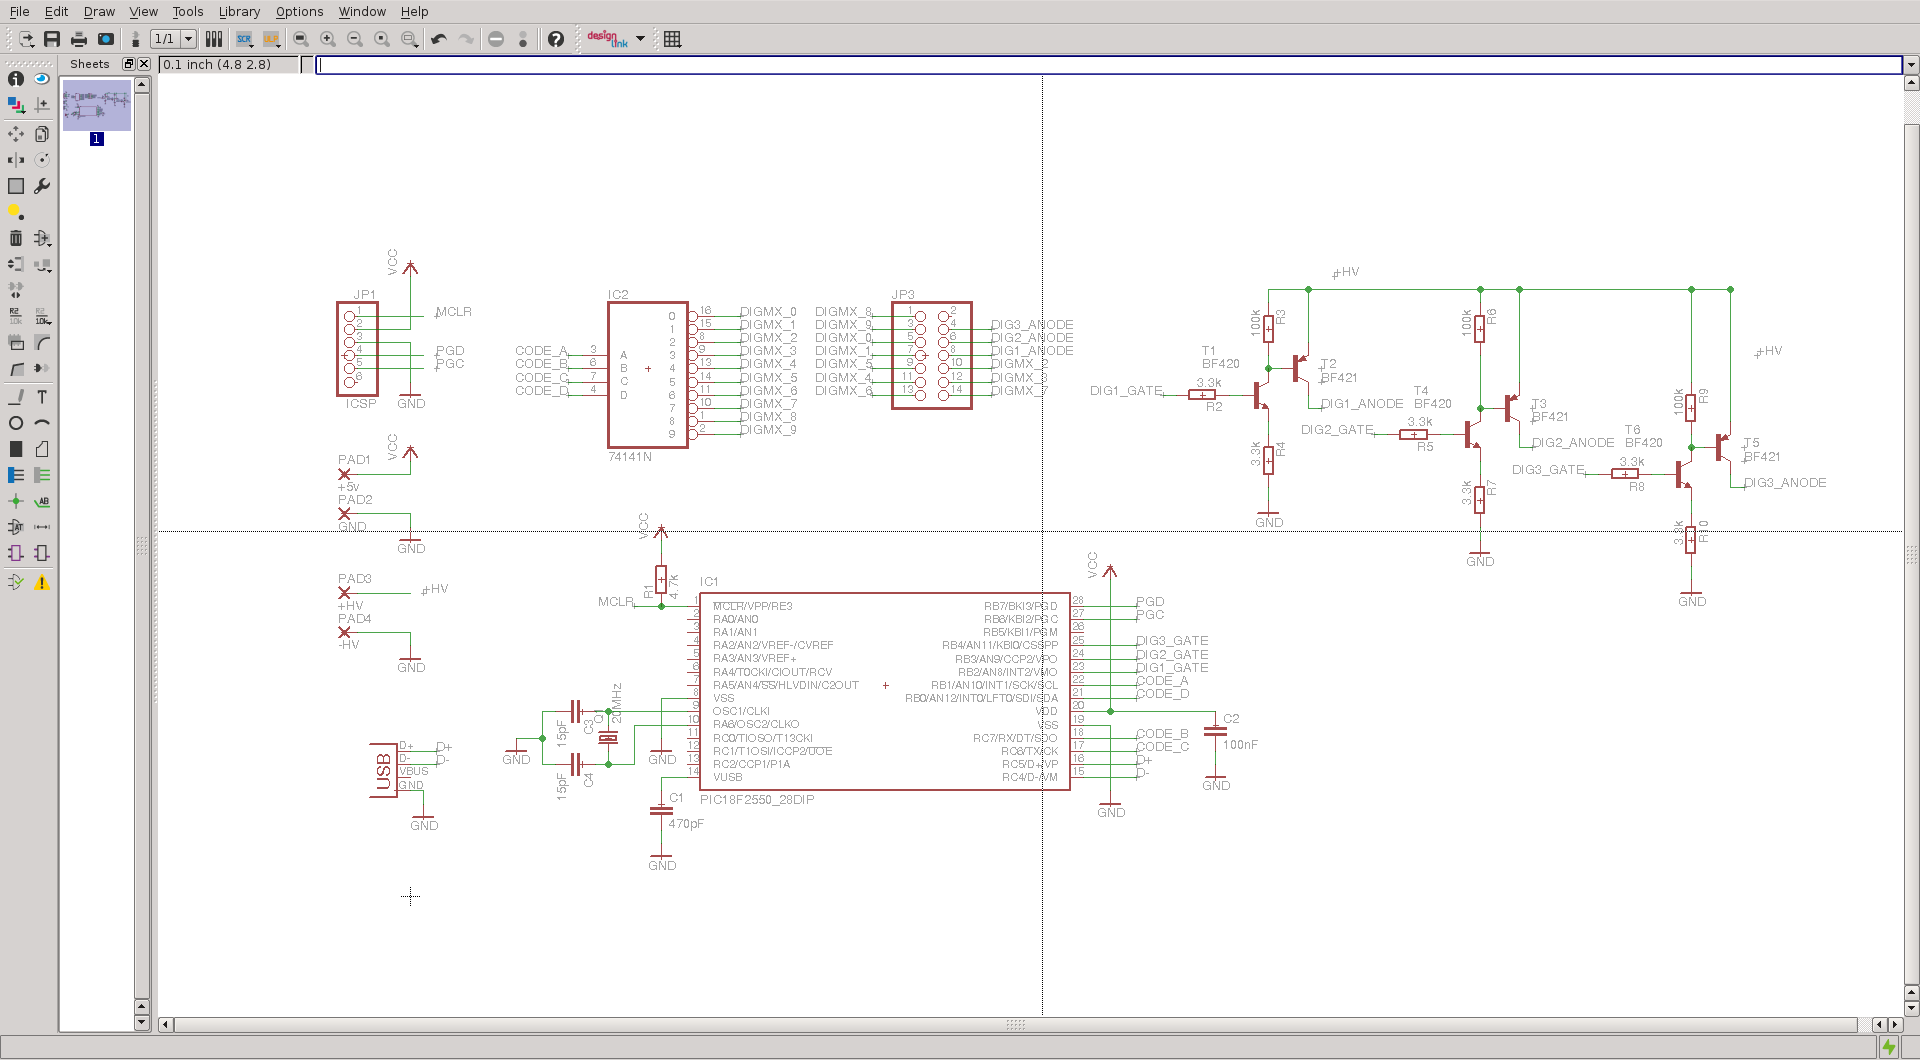 File Edit Draw View Tools Library Options Window Help
1/1
SCR
design link
Sheets
0.1 inch (4.8 2.8)
1
R2 10k
R2 10k
VCC
JP1
1
2
3
4
5
6
MCLR
PGD
PGC
ICSP
GND
VCC
PAD1
+5v
PAD2
GND
GND
PAD3
+HV
+HV
PAD4
-HV
GND
IC2
CODE_A 3 A
CODE_B 6 B
CODE_C 7 C
CODE_D 4 D
0 16 DIGMX_0
1 15 DIGMX_1
2 8 DIGMX_2
3 9 DIGMX_3
4 13 DIGMX_4
5 14 DIGMX_5
6 11 DIGMX_6
7 10 DIGMX_7
8 1 DIGMX_8
9 2 DIGMX_9
74141N
JP3
DIGMX_8 1 2
DIGMX_9 3 4 DIG3_ANODE
DIGMX_0 5 6 DIG2_ANODE
DIGMX_1 7 8 DIG1_ANODE
DIGMX_5 9 10 DIGMX_2
DIGMX_4 11 12 DIGMX_3
DIGMX_6 13 14 DIGMX_7
+HV
100k R3
T1
BF420
T2
BF421
DIG1_GATE
3.3k
R2
DIG1_ANODE
3.3k R4
GND
100k R6
T4
BF420
T3
BF421
DIG2_GATE
3.3k
R5
DIG2_ANODE
3.3k R7
GND
+HV
100k R9
T6
BF420
T5
BF421
DIG3_GATE
3.3k
R8
DIG3_ANODE
3.3k R10
GND
VCC
R1 4.7k
MCLR
IC1
1 MCLR/VPP/RE3
2 RA0/AN0
3 RA1/AN1
4 RA2/AN2/VREF-/CVREF
5 RA3/AN3/VREF+
6 RA4/T0CKI/CIOUT/RCV
7 RA5/AN4/SS/HLVDIN/C2OUT
8 VSS
9 OSC1/CLKI
10 RA6/OSC2/CLKO
11 RC0/TIOSO/T13CKI
12 RC1/T1OSI/ICCP2/UOE
13 RC2/CCP1/P1A
14 VUSB
RB7/BKI3/PGD 28 PGD
RB6/KBI2/PGC 27 PGC
RB5/KBI1/PGM 26
RB4/AN11/KBI0/CSSPP 25 DIG3_GATE
RB3/AN9/CCP2/VPO 24 DIG2_GATE
RB2/AN8/INT2/VMO 23 DIG1_GATE
RB1/AN10/INT1/SCK/SCL 22 CODE_A
RB0/AN12/INT0/LFT0/SDI/SDA 21 CODE_D
VDD 20
VSS 19
RC7/RX/DT/SDO 18 CODE_B
RC6/TX/CK 17 CODE_C
RC5/D+/VP 16 D+
RC4/D-/VM 15 D-
PIC18F2550_28DIP
VCC
C2
100nF
GND
GND
15pF C3
Q1 20MHz
15pF C4
GND
GND
C1
470pF
GND
USB
D+ D+
D- D-
VBUS
GND
GND